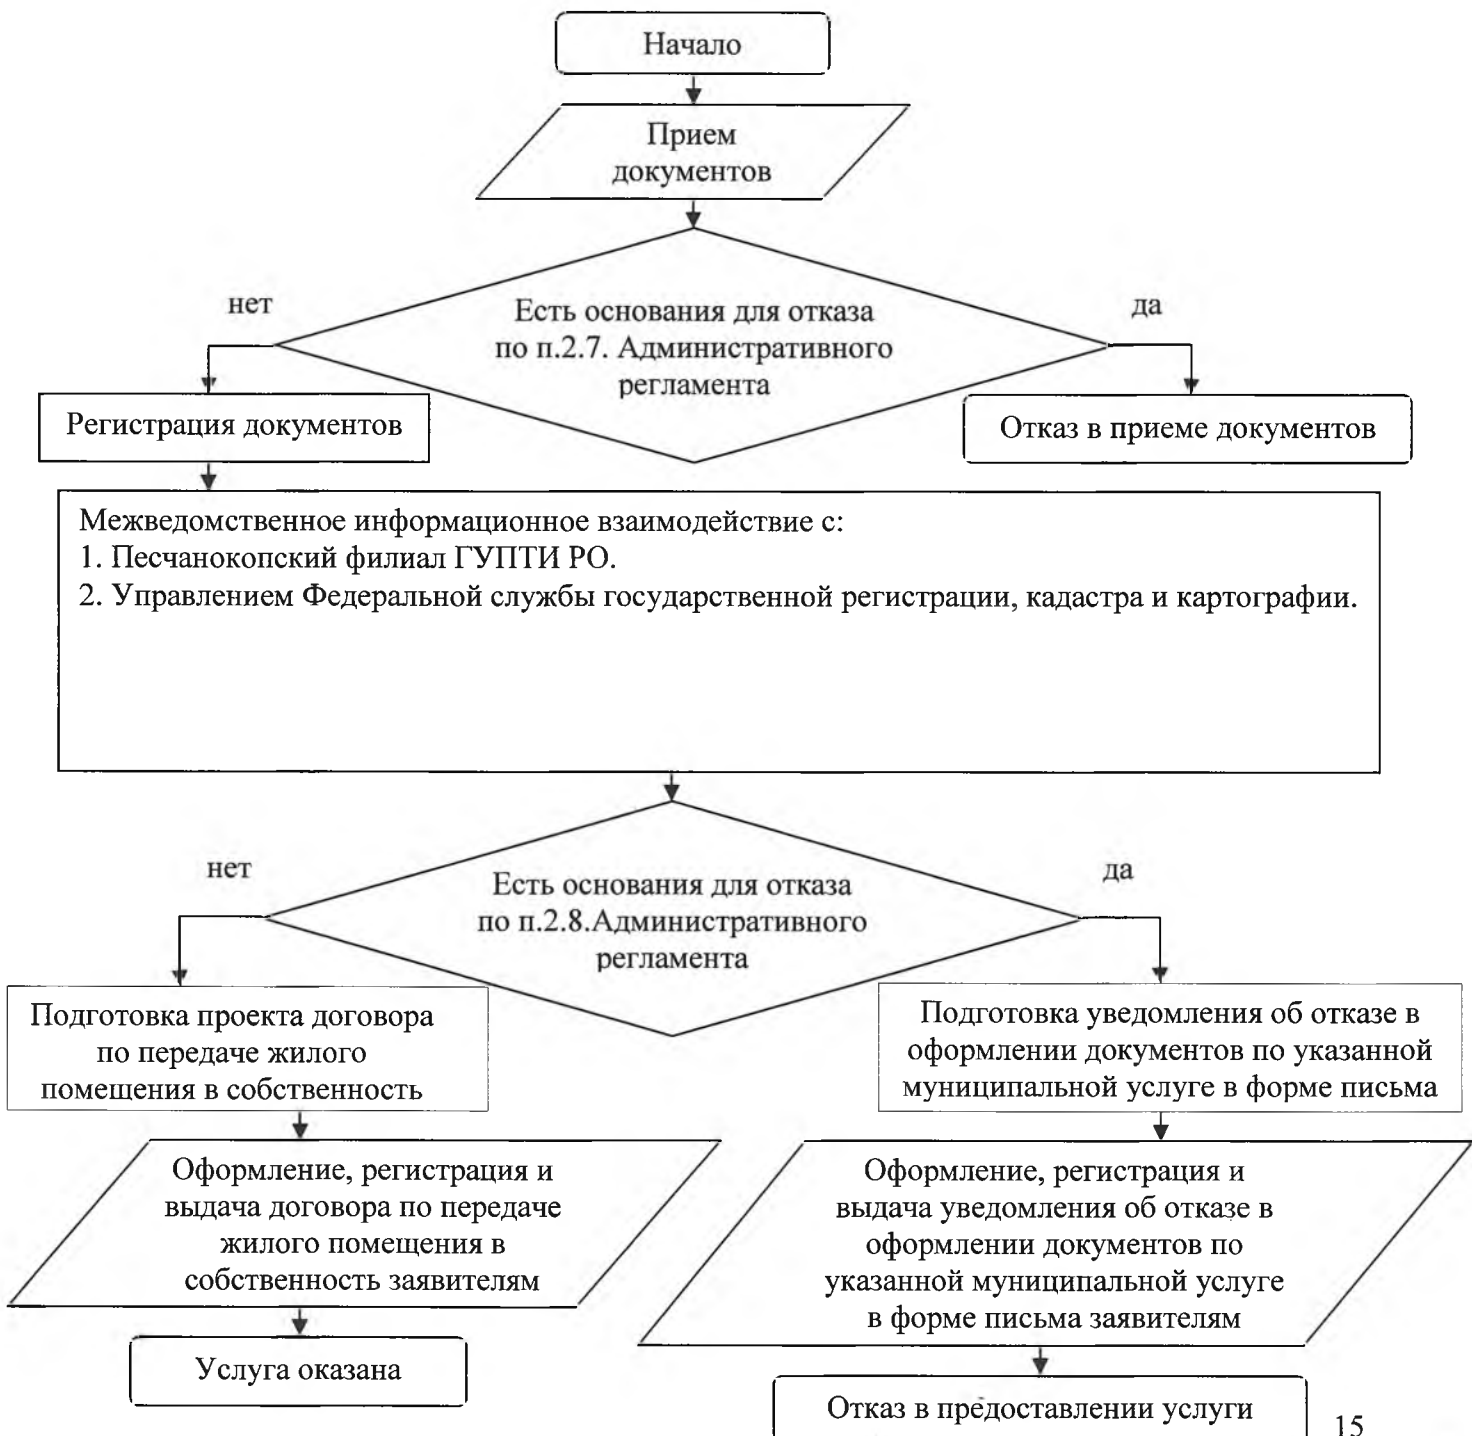 Начало
Прием
документов
нет
да
Есть основания для отказа
по п.2.7. Административного
регламента
Регистрация документов
Отказ в приеме документов
Межведомственное информационное взаимодействие с:
1. Песчанокопский филиал ГУПТИ РО.
2. Управлением Федеральной службы государственной регистрации, кадастра и картографии.
нет
да
Есть основания для отказа
по п.2.8.Административного
регламента
Подготовка проекта договора
по передаче жилого
помещения в собственность
Подготовка уведомления об отказе в
оформлении документов по указанной
муниципальной услуге в форме письма
Оформление, регистрация и
выдача договора по передаче
жилого помещения в
собственность заявителям
Оформление, регистрация и
выдача уведомления об отказе в
оформлении документов по
указанной муниципальной услуге
в форме письма заявителям
Услуга оказана
Отказ в предоставлении услуги
15